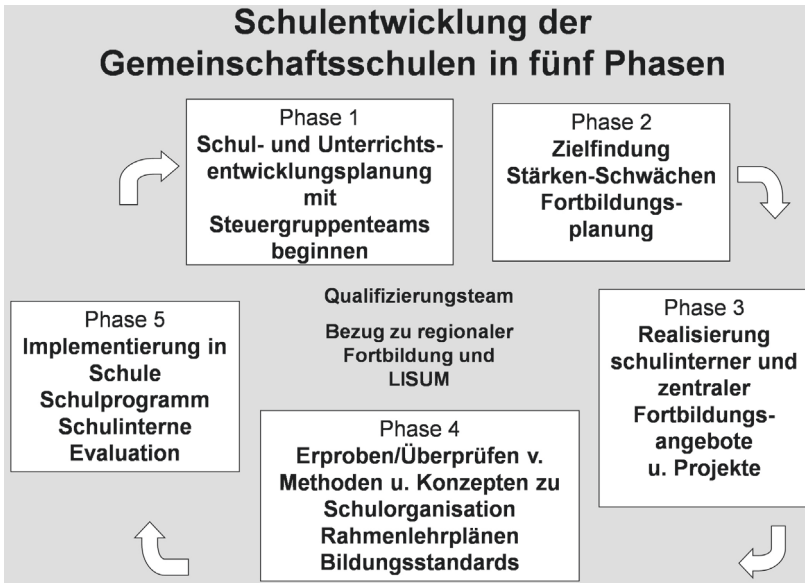 Schulentwicklung der
Gemeinschaftsschulen in fünf Phasen
Phase 1
Schul- und Unterrichts-
entwicklungsplanung
mit
Steuergruppenteams
beginnen
Phase 2
Zielfindung
Stärken-Schwächen
Fortbildungs-
planung
Phase 3
Realisierung
schulinterner und
zentraler
Fortbildungs-
angebote
u. Projekte
Phase 4
Erproben/Überprüfen v.
Methoden u. Konzepten zu
Schulorganisation
Rahmenlehrplänen
Bildungsstandards
Phase 5
Implementierung in
Schule
Schulprogramm
Schulinterne
Evaluation
Qualifizierungsteam
Bezug zu regionaler
Fortbildung und
LISUM